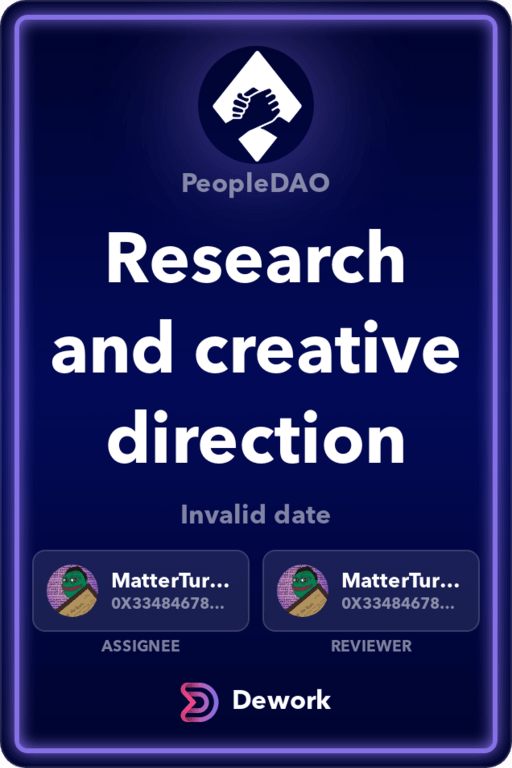 PeopleDAO
Research
and creative
direction
Invalid date
MatterTur...
0X33484678...
MatterTur...
0X33484678...
ASSIGNEE
REVIEWER
Dework